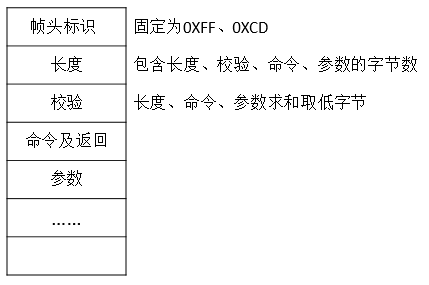 帧头标识 固定为0XFF、0XCD
长度 包含长度、校验、命令、参数的字节数
校验 长度、命令、参数求和取低字节
命令及返回
参数
……